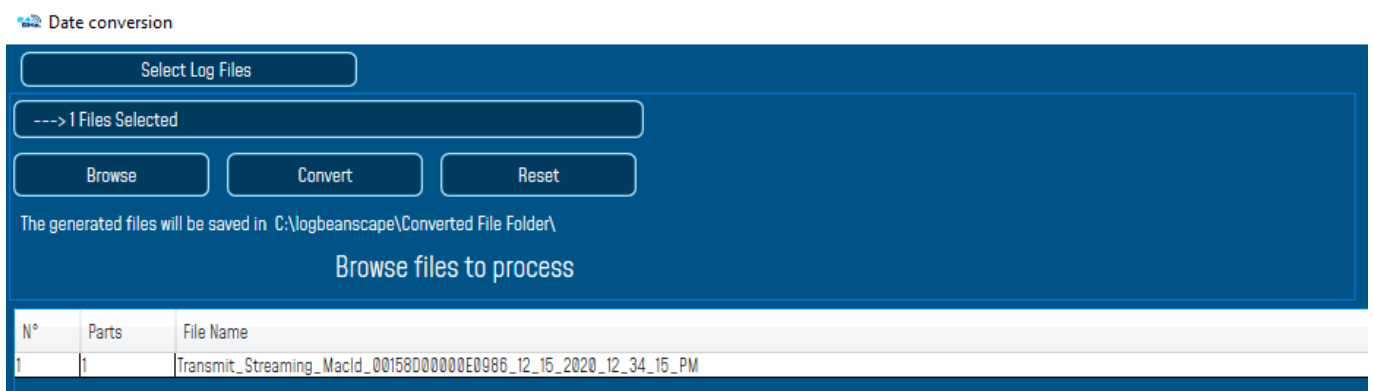 Date conversion
Select Log Files
---> 1 Files Selected
Browse Convert Reset
The generated files will be saved in C:\logbeanscape\Converted File Folder\
Browse files to process
N° Parts File Name
1 1 Transmit_Streaming_MacId_00158D00000E0986_12_15_2020_12_34_15_PM